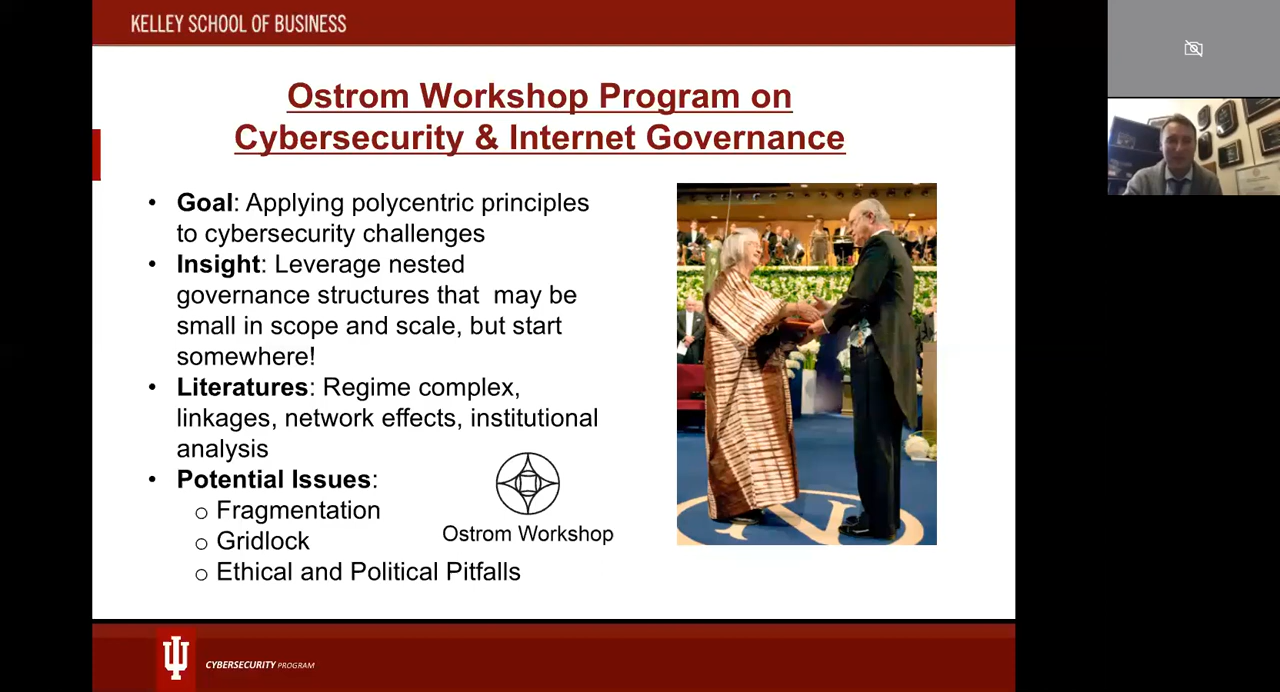 KELLEY SCHOOL OF BUSINESS
Ostrom Workshop Program on
Cybersecurity & Internet Governance
• Goal: Applying polycentric principles
to cybersecurity challenges
• Insight: Leverage nested
governance structures that  may be
small in scope and scale, but start
somewhere!
• Literatures: Regime complex,
linkages, network effects, institutional
analysis
• Potential Issues:
o Fragmentation
o Gridlock
o Ethical and Political Pitfalls
Ostrom Workshop
CYBERSECURITY PROGRAM